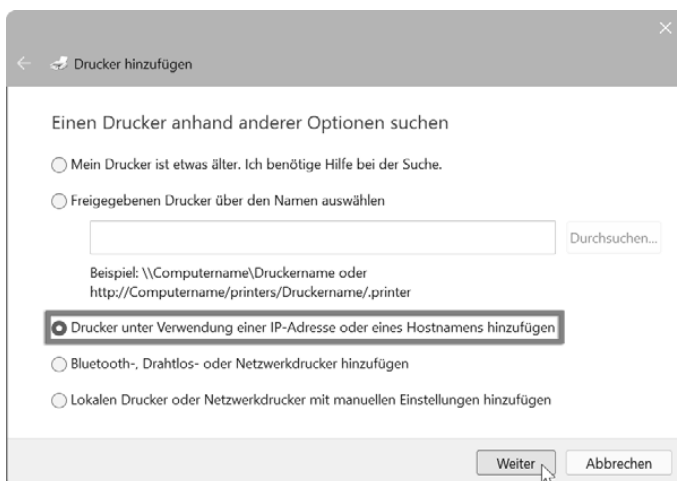 Drucker hinzufügen
Einen Drucker anhand anderer Optionen suchen
Mein Drucker ist etwas älter. Ich benötige Hilfe bei der Suche.
Freigegebenen Drucker über den Namen auswählen
Durchsuchen...
Beispiel: \\Computername\Druckername oder
http://Computername/printers/Druckername/.printer
Drucker unter Verwendung einer IP-Adresse oder eines Hostnamens hinzufügen
Bluetooth-, Drahtlos- oder Netzwerkdrucker hinzufügen
Lokalen Drucker oder Netzwerkdrucker mit manuellen Einstellungen hinzufügen
Weiter Abbrechen